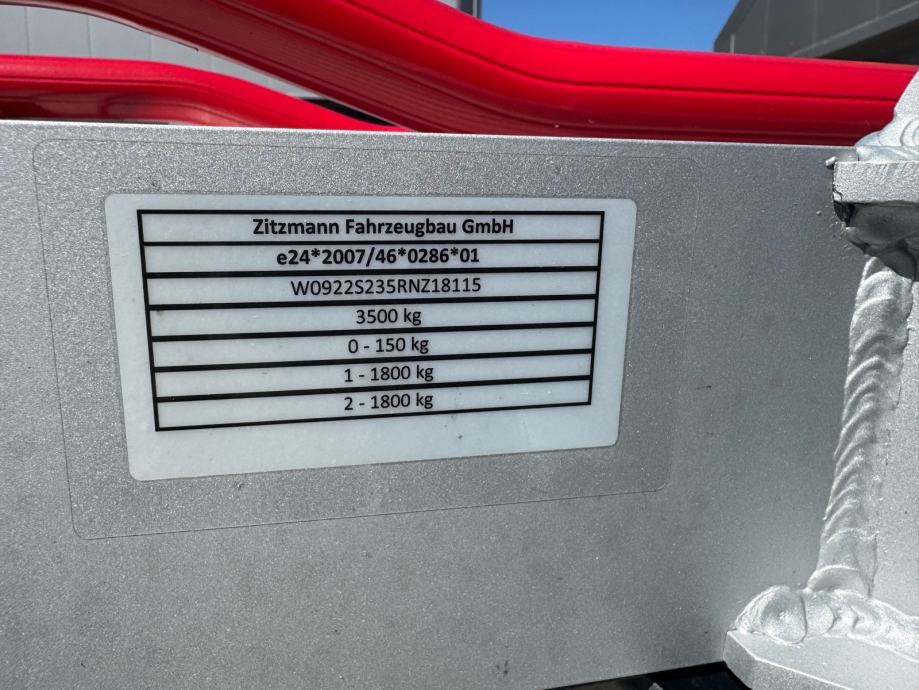 Zitzmann Fahrzeugbau GmbH
e24*2007/46*0286*01
W0922S235RNZ18115
3500 kg
0 - 150 kg
1 - 1800 kg
2 - 1800 kg